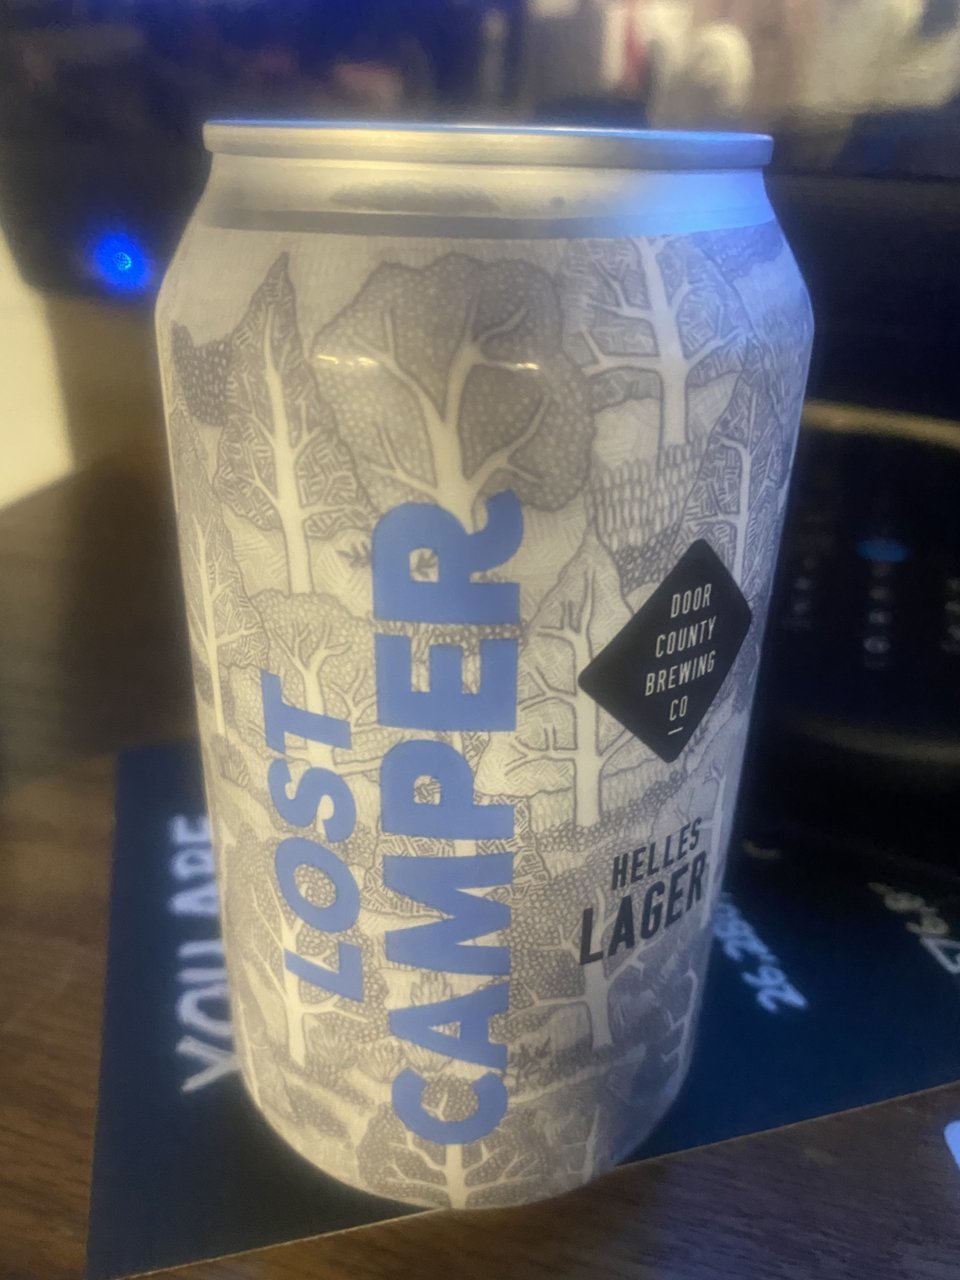 LOST
CAMPER
DOOR
COUNTY
BREWING
CO
HELLES
LAGER
YOU ARE